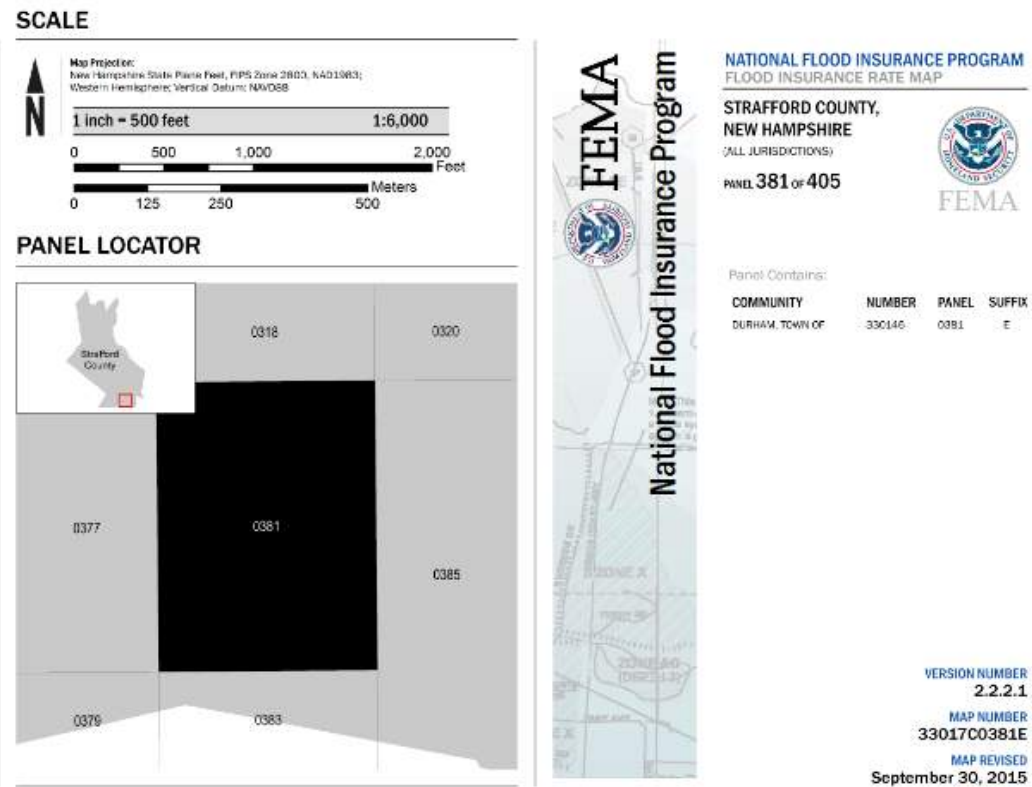 SCALE
Map Projection:
New Hampshire State Plane Feet, FIPS Zone 2800, NAD1983;
Western Hemisphere; Vertical Datum: NAVD88
N
1 inch = 500 feet 1:6,000
0 500 1,000 2,000
Feet
Meters
0 125 250 500
PANEL LOCATOR
Strafford
County
0318
0320
0377
0381
0385
0379
0383
FEMA
National Flood Insurance Program
ZONE X
NATIONAL FLOOD INSURANCE PROGRAM
FLOOD INSURANCE RATE MAP
STRAFFORD COUNTY,
NEW HAMPSHIRE
(ALL JURISDICTIONS)
PANEL 381 OF 405
FEMA
Panel Contains:
COMMUNITY NUMBER PANEL SUFFIX
DURHAM, TOWN OF 330146 0381 E
VERSION NUMBER
2.2.2.1
MAP NUMBER
33017C0381E
MAP REVISED
September 30, 2015